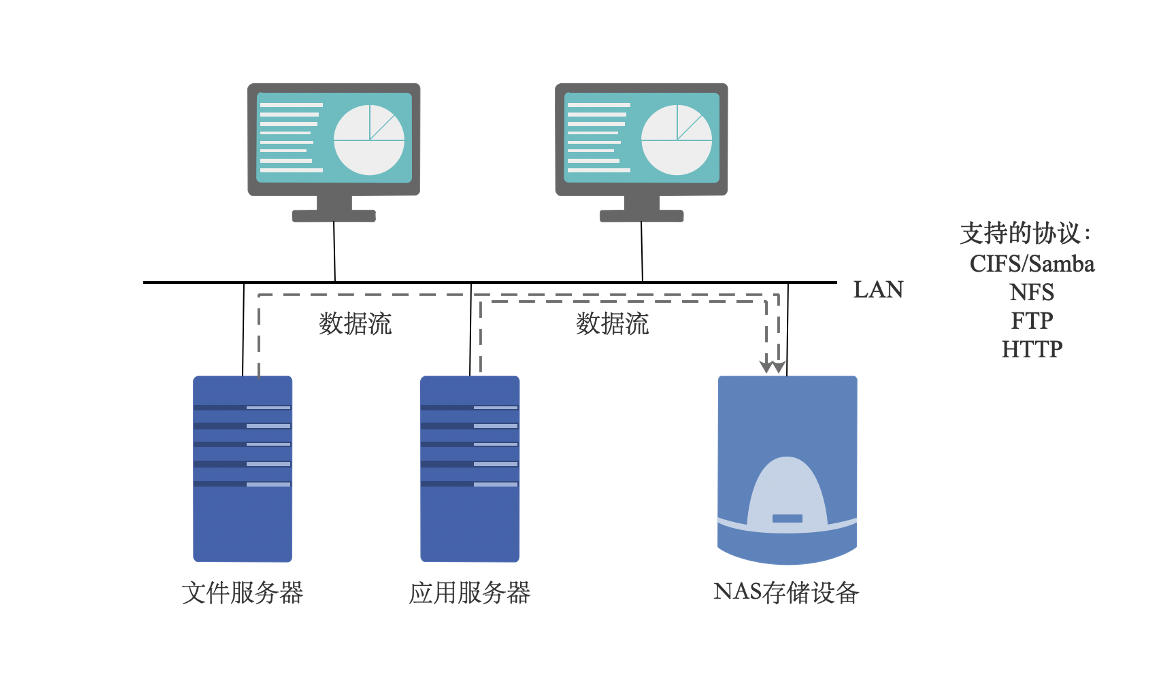 支持的协议：
CIFS/Samba
NFS
FTP
HTTP
LAN
数据流
数据流
文件服务器
应用服务器
NAS存储设备